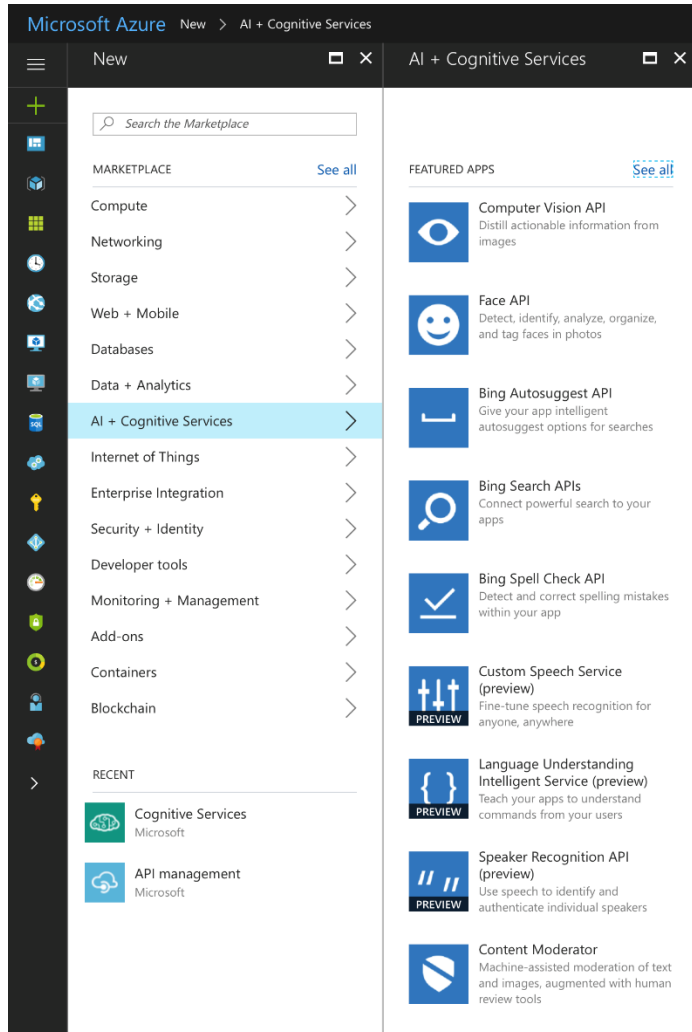 Microsoft Azure New > AI + Cognitive Services
New
Search the Marketplace
MARKETPLACE See all
Compute
Networking
Storage
Web + Mobile
Databases
Data + Analytics
AI + Cognitive Services
Internet of Things
Enterprise Integration
Security + Identity
Developer tools
Monitoring + Management
Add-ons
Containers
Blockchain
RECENT
Cognitive Services
Microsoft
API management
Microsoft
AI + Cognitive Services
FEATURED APPS See all
Computer Vision API
Distill actionable information from
images
Face API
Detect, identify, analyze, organize,
and tag faces in photos
Bing Autosuggest API
Give your app intelligent
autosuggest options for searches
Bing Search APIs
Connect powerful search to your
apps
Bing Spell Check API
Detect and correct spelling mistakes
within your app
Custom Speech Service
(preview)
Fine-tune speech recognition for
anyone, anywhere
PREVIEW
Language Understanding
Intelligent Service (preview)
Teach your apps to understand
commands from your users
PREVIEW
Speaker Recognition API
(preview)
Use speech to identify and
authenticate individual speakers
PREVIEW
Content Moderator
Machine-assisted moderation of text
and images, augmented with human
review tools
SQL